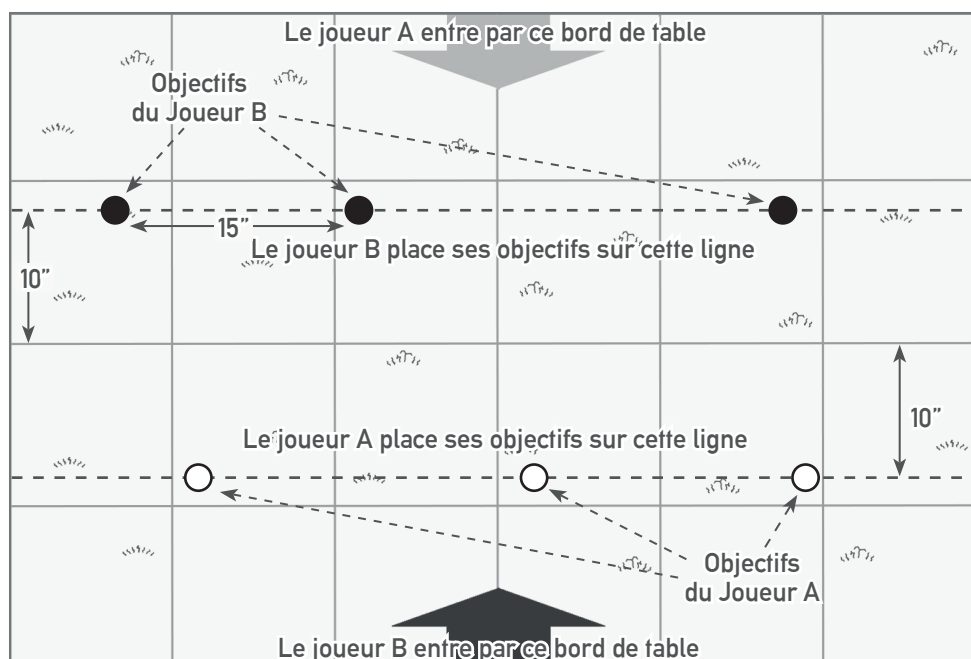 Le joueur A entre par ce bord de table
Objectifs
du Joueur B
15”
Le joueur B place ses objectifs sur cette ligne
10”
10”
Le joueur A place ses objectifs sur cette ligne
Objectifs
du Joueur A
Le joueur B entre par ce bord de table